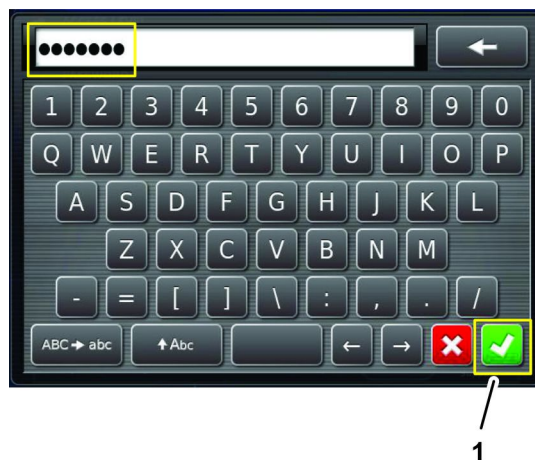 ●●●●●●●
1 2 3 4 5 6 7 8 9 0
Q W E R T Y U I O P
A S D F G H J K L
Z X C V B N M
- = [ ] \ : , . /
ABC → abc ↑ Abc ← →
1